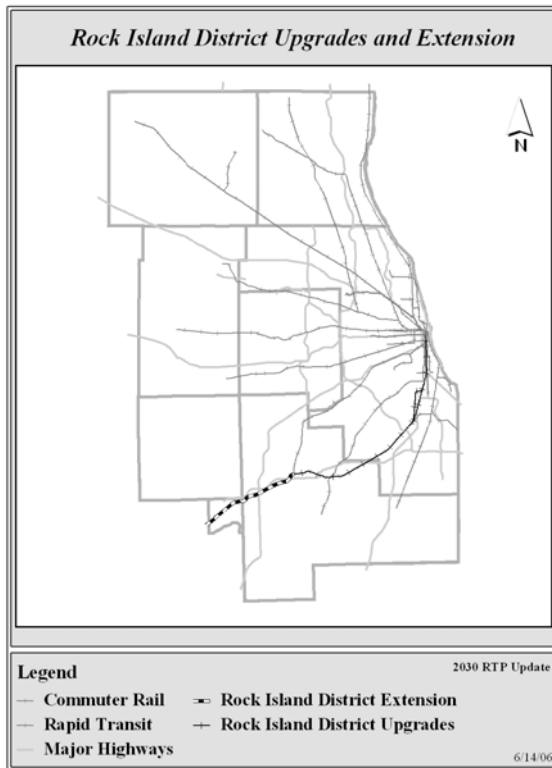 Rock Island District Upgrades and Extension
N
Legend
2030 RTP Update
Commuter Rail
Rock Island District Extension
Rapid Transit
Rock Island District Upgrades
Major Highways
6/14/06